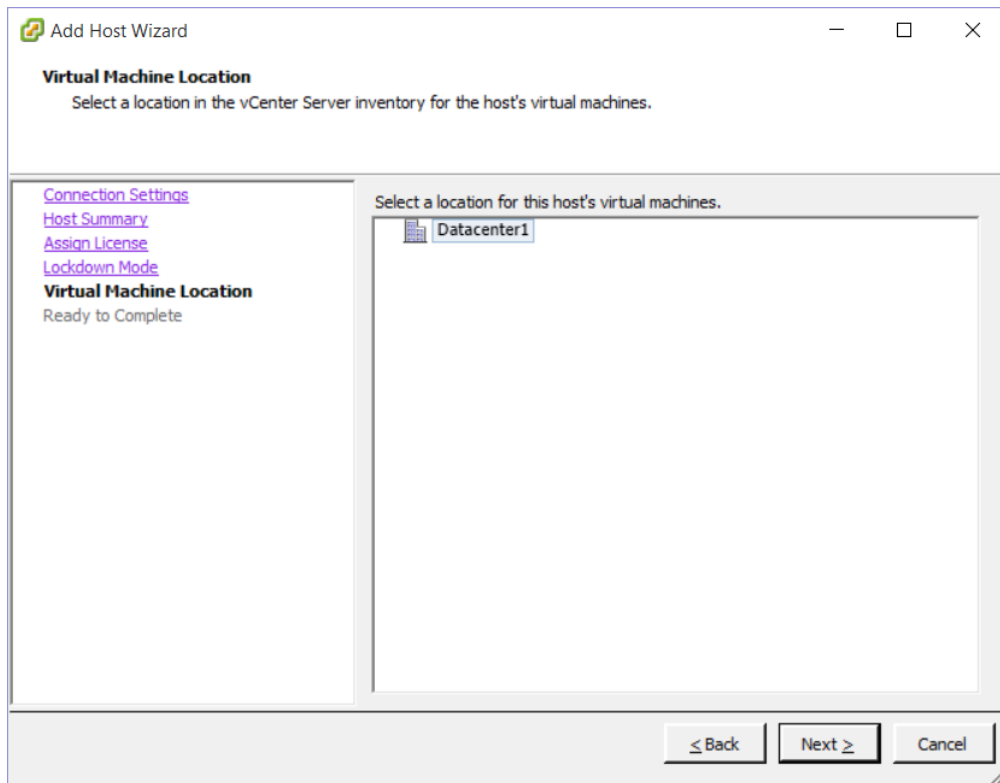 Add Host Wizard
Virtual Machine Location
Select a location in the vCenter Server inventory for the host's virtual machines.
Connection Settings
Host Summary
Assign License
Lockdown Mode
Virtual Machine Location
Ready to Complete
Select a location for this host's virtual machines.
Datacenter1
< Back
Next >
Cancel